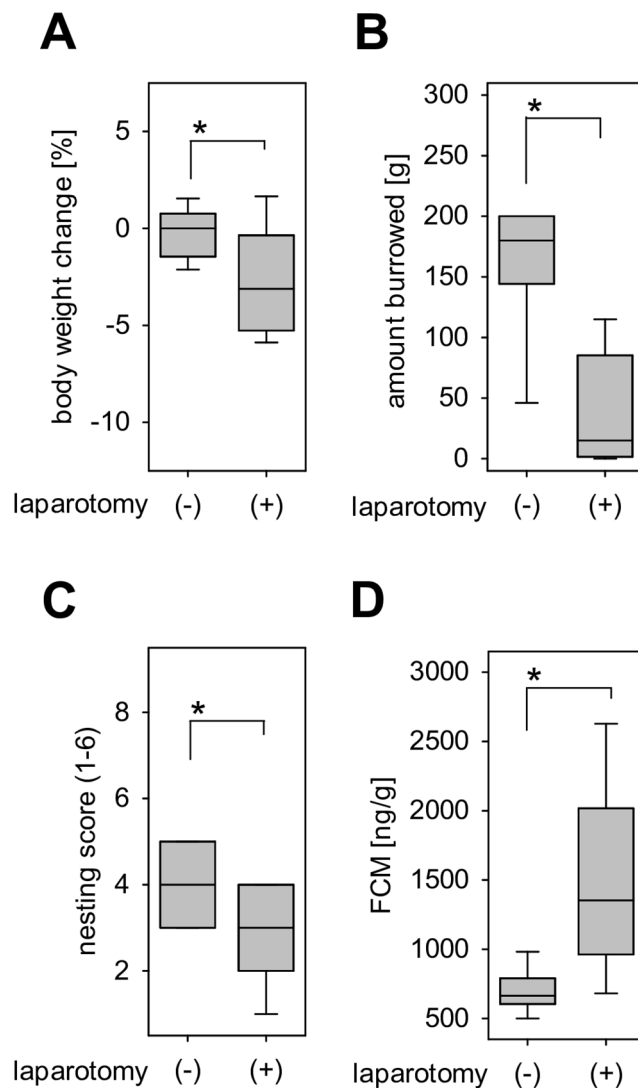 A
body weight change [%]
5
0
-5
-10
*
laparotomy (-) (+)
B
amount burrowed [g]
300
250
200
150
100
50
0
*
laparotomy (-) (+)
C
nesting score (1-6)
8
6
4
2
*
laparotomy (-) (+)
D
FCM [ng/g]
3000
2500
2000
1500
1000
500
*
laparotomy (-) (+)